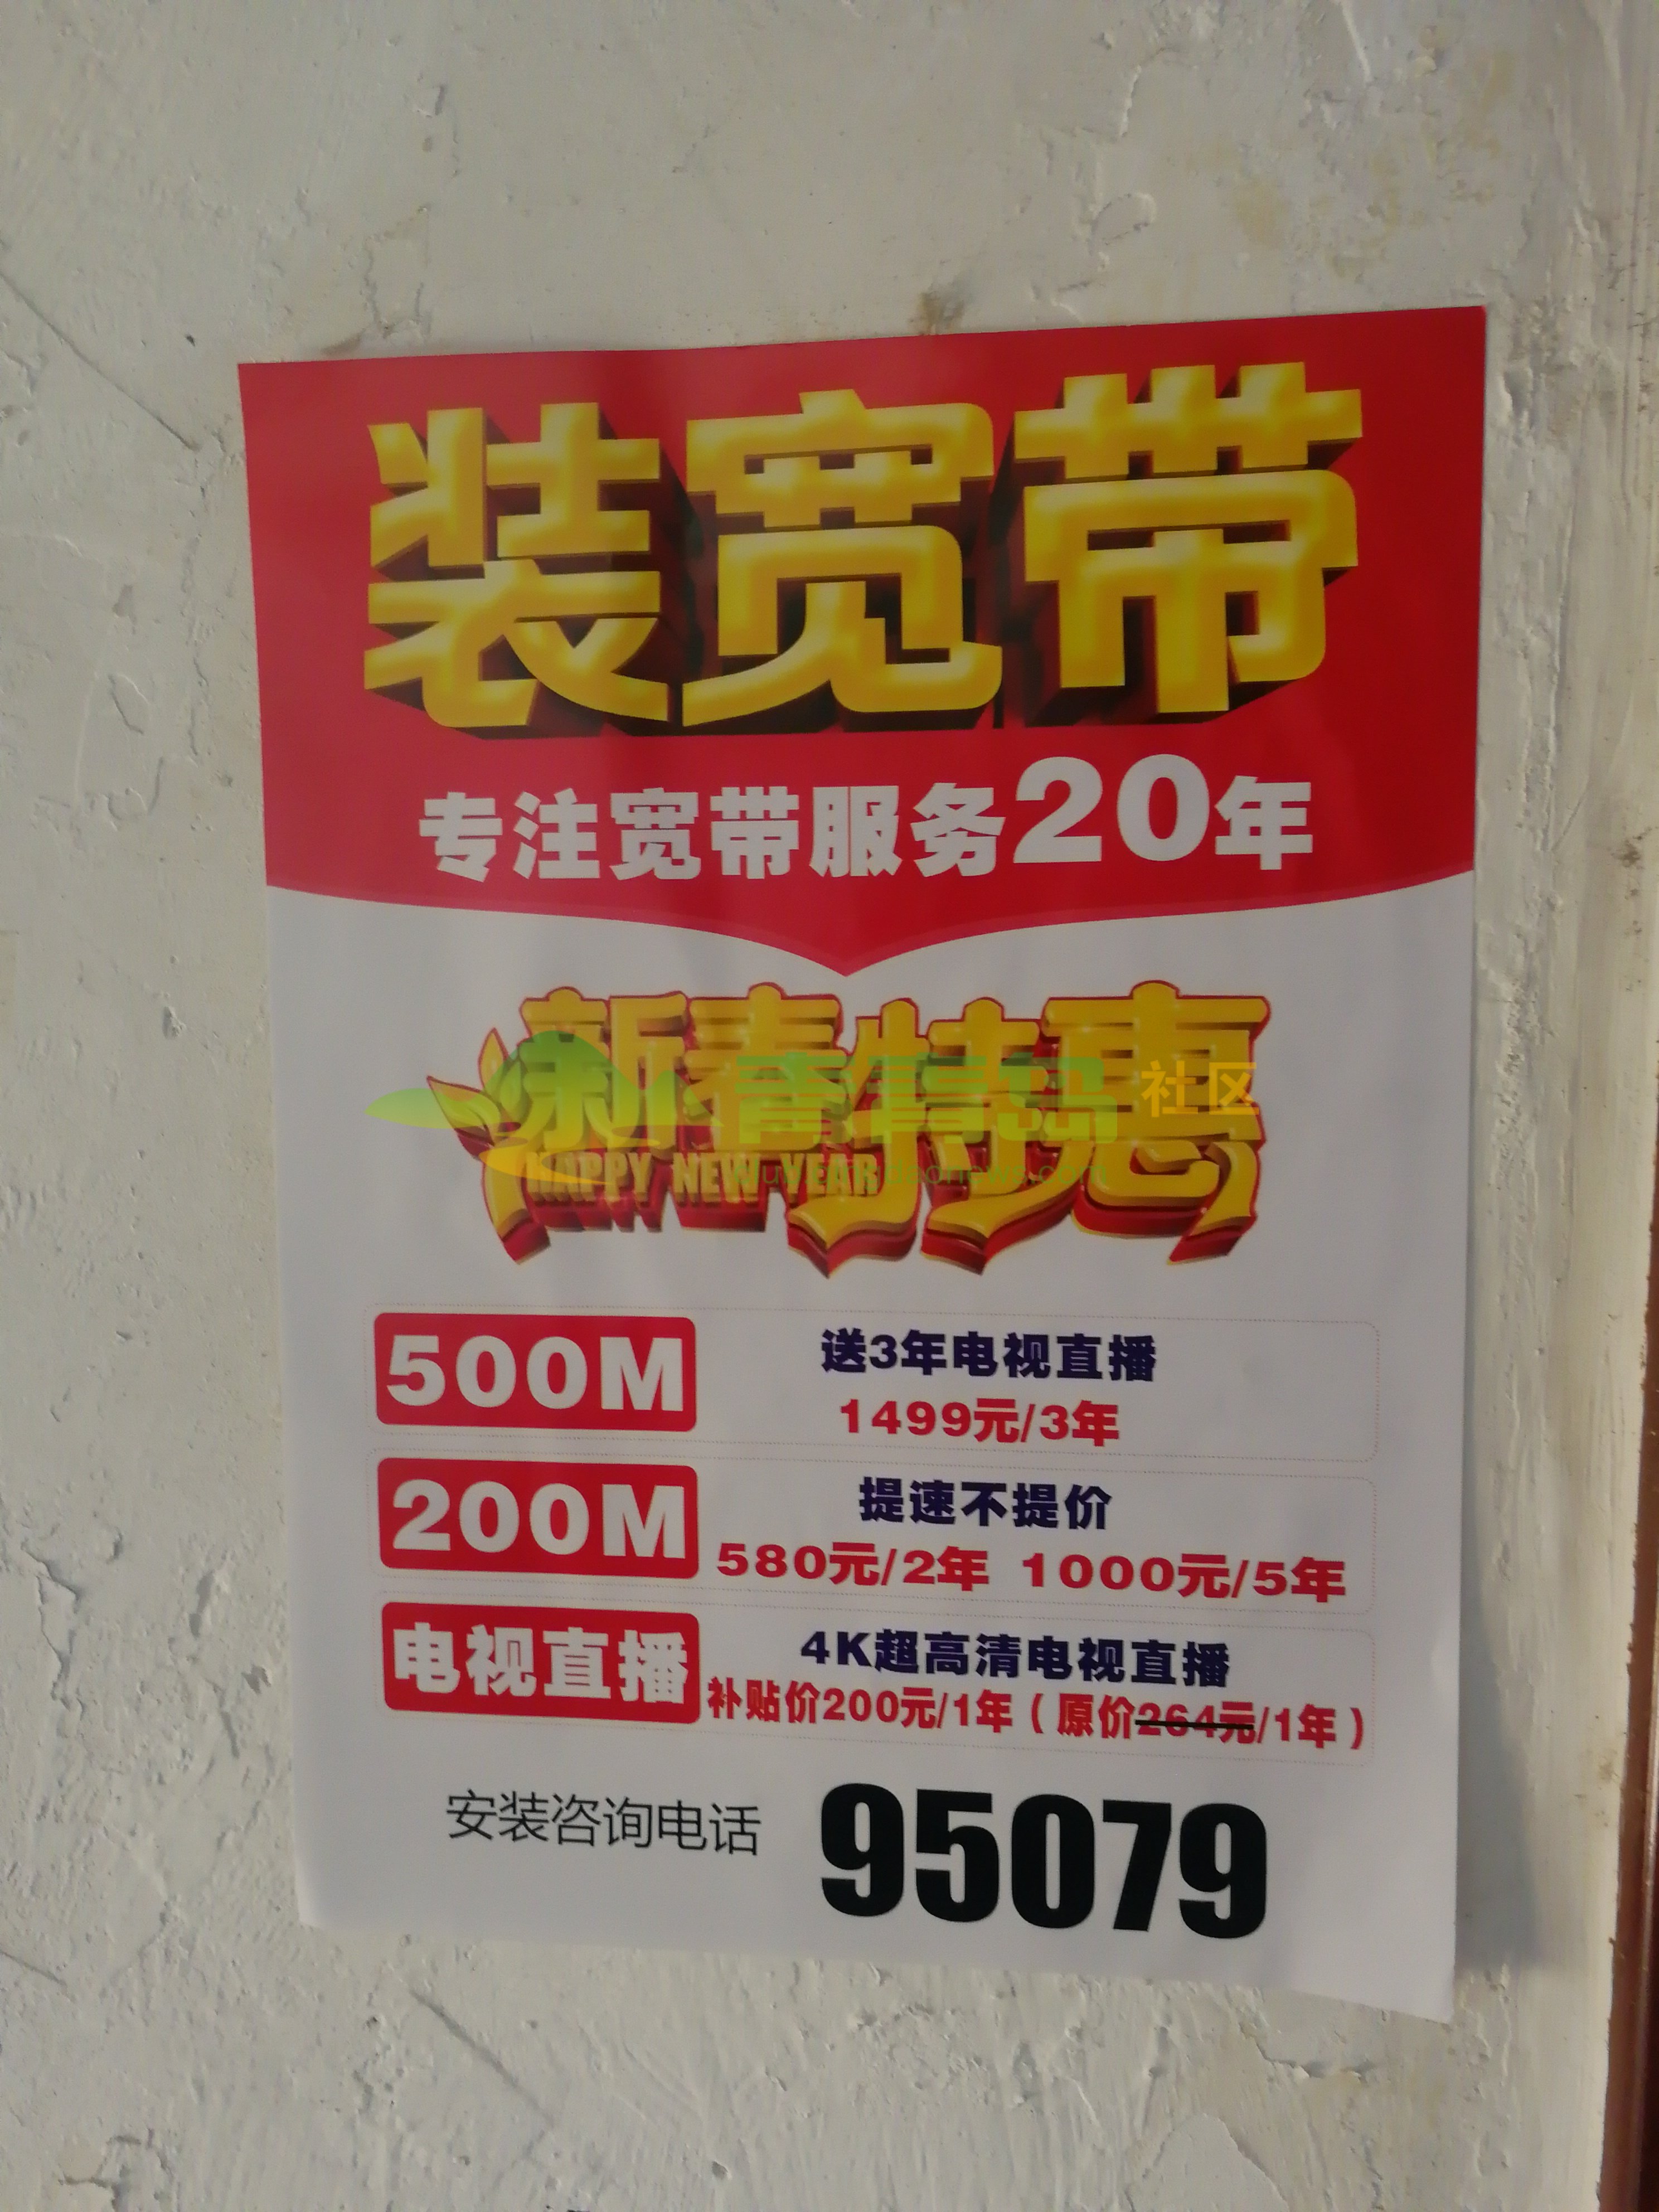 装宽带
专注宽带服务20年
新春特惠
青青岛社区
HAPPY NEW YEAR
500M
送3年电视直播
1499元/3年
200M
提速不提价
580元/2年 1000元/5年
电视直播
4K超高清电视直播
补贴价200元/1年（原价264元/1年）
安装咨询电话 95079